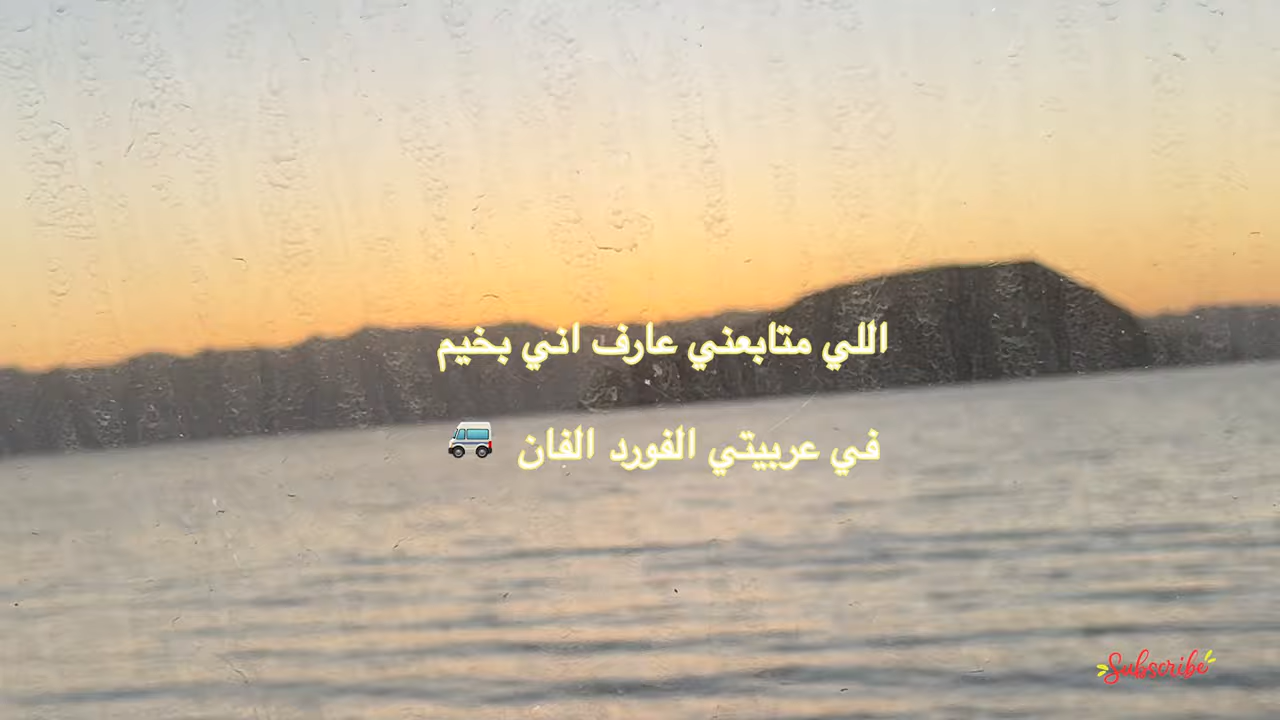 اللي متابعني عارف اني بخيم
في عربيتي الفورد الفان 🚐
Subscribe